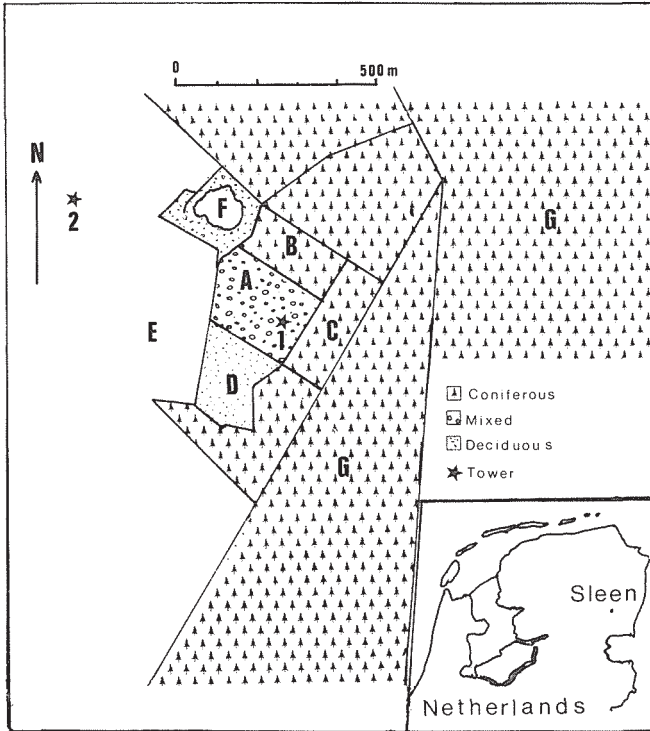 0 500 m
N
2
F
G
B
A
1
C
E
D
Coniferous
Mixed
G
Deciduous
Tower
Sleen
Netherlands